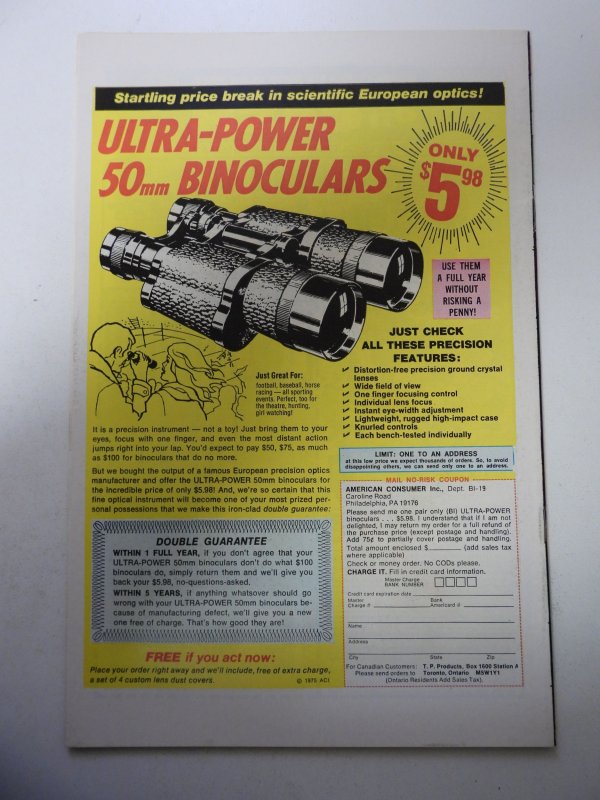 Startling price break in scientific European optics!
ULTRA-POWER
50mm BINOCULARS
ONLY
$5.98
USE THEM
A FULL YEAR
WITHOUT
RISKING A
PENNY!
JUST CHECK
ALL THESE PRECISION
FEATURES:
Distortion-free precision ground crystal
lenses
Wide field of view
One finger focusing control
Individual lens focus
Instant eye-width adjustment
Lightweight, rugged high-impact case
Knurled controls
Each bench-tested individually
Just Great For:
football, baseball, horse
racing — all sporting
events. Perfect, too for
the theatre, hunting,
girl watching!
It is a precision instrument — not a toy! Just bring them to your
eyes, focus with one finger, and even the most distant action
jumps right into your lap. You'd expect to pay $50, $75, as much
as $100 for binoculars that do no more.
But we bought the output of a famous European precision optics
manufacturer and offer the ULTRA-POWER 50mm binoculars for
the incredible price of only $5.98! And, we're so certain that this
fine optical instrument will become one of your most prized per-
sonal possessions that we make this iron-clad double guarantee:
DOUBLE GUARANTEE
WITHIN 1 FULL YEAR, if you don't agree that your
ULTRA-POWER 50mm binoculars don't do what $100
binoculars do, simply return them and we'll give you
back your $5.98, no-questions-asked.
WITHIN 5 YEARS, if anything whatsover should go
wrong with your ULTRA-POWER 50mm binoculars be-
cause of manufacturing defect, we'll give you a new
one free of charge. That's how good they are!
FREE if you act now:
Place your order right away and we'll include, free of extra charge,
a set of 4 custom lens dust covers.
© 1975 ACI
LIMIT: ONE TO AN ADDRESS
at this low price we expect thousands of orders. So, to avoid
disappointing others, we can send only one to an address.
MAIL NO-RISK COUPON
AMERICAN CONSUMER Inc., Dept. BI-19
Caroline Road
Philadelphia, PA 19176
Please send me one pair only (BI) ULTRA-POWER
binoculars . . . $5.98. I understand that if I am not
delighted, I may return my order for a full refund of
the purchase price (except postage and handling).
Add 75¢ to partially cover postage and handling.
Total amount enclosed $ (add sales tax
where applicable)
Check or money order. No CODs please.
CHARGE IT. Fill in credit card information.
Master Charge
BANK NUMBER
Credit card expiration date
Master Bank
Charge # Americard #
Name
Address
City State Zip
For Canadian Customers: T. P. Products, Box 1600 Station A
Please send orders to Toronto, Ontario M5W1Y1
(Ontario Residents Add Sales Tax).